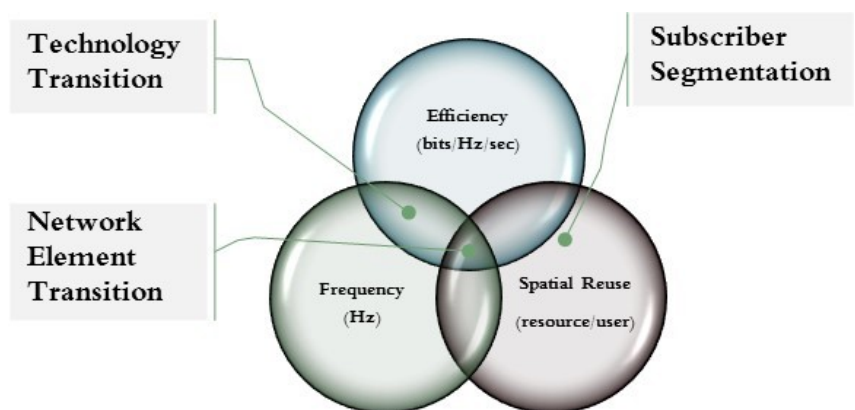 Technology
Transition
Subscriber
Segmentation
Efficiency
(bits/Hz/sec)
Network
Element
Transition
Frequency
(Hz)
Spatial Reuse
(resource/user)